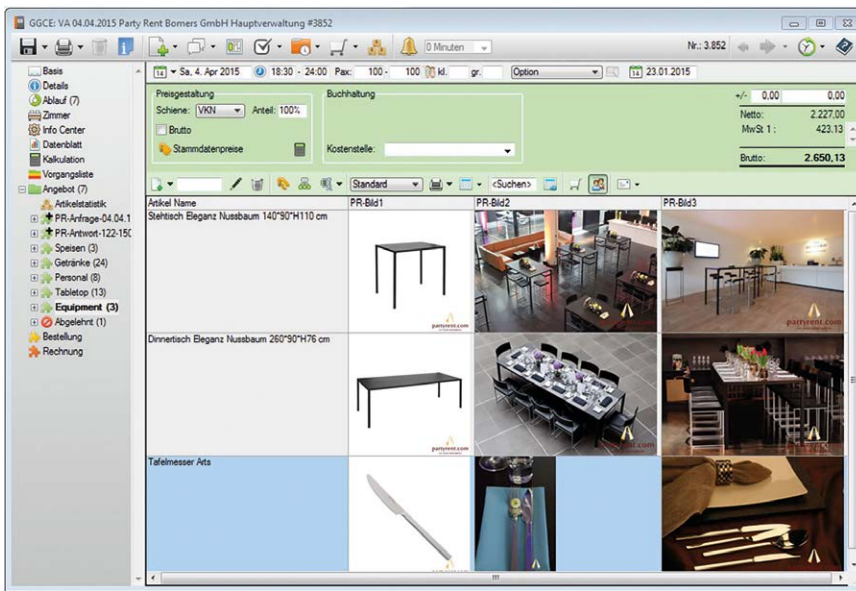 GGCE: VA 04.04.2015 Party Rent Bomers GmbH Hauptverwaltung #3852
0 Minuten
Nr.: 3.852
Basis
Details
Ablauf (7)
Zimmer
Info Center
Datenblatt
Kalkulation
Vorgangsliste
Angebot (7)
Artikelstatistik
PR-Anfrage-04.04.1
PR-Antwort-122-150
Speisen (3)
Getränke (24)
Personal (8)
Tabletop (13)
Equipment (3)
Abgelehnt (1)
Bestellung
Rechnung
14 Sa, 4. Apr 2015 18:30 - 24:00 Pax: 100 - 100 kl. gr. Option 14 23.01.2015
Preisgestaltung
Schiene: VKN Anteil: 100%
Brutto
Stammdatenpreise
Buchhaltung
Kostenstelle:
+/- 0,00 0,00
Netto: 2.227,00
MwSt 1 : 423,13
Brutto: 2.650,13
Standard <Suchen>
Artikel Name PR-Bild1 PR-Bild2 PR-Bild3
Stehtisch Eleganz Nussbaum 140*90*H110 cm
partyrent.com
partyrent.com
Dinnertisch Eleganz Nussbaum 260*90*H76 cm
partyrent.com
Tafelmesser Arts